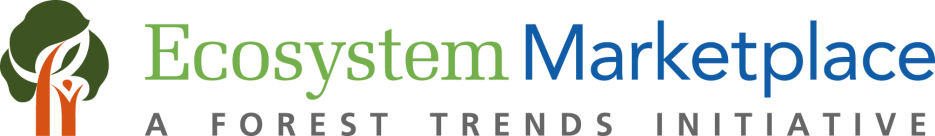 Ecosystem Marketplace
A FOREST TRENDS INITIATIVE